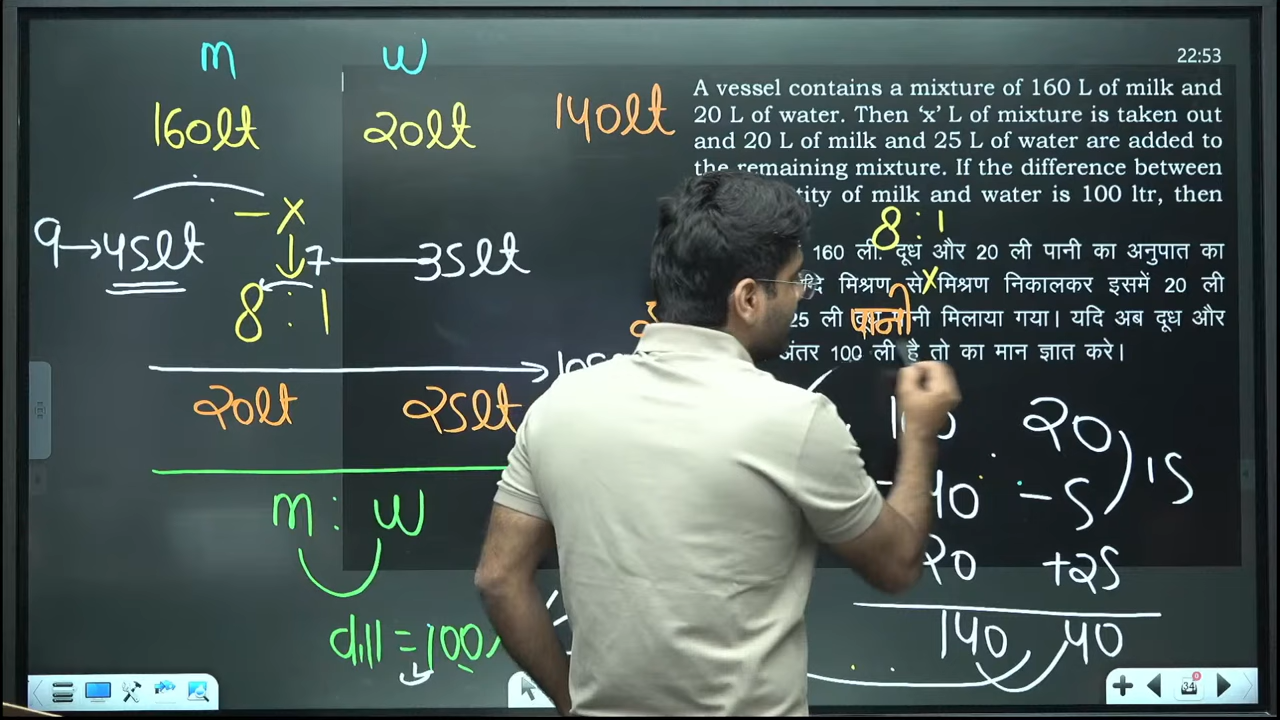 22:53
A vessel contains a mixture of 160 L of milk and
20 L of water. Then ‘x’ L of mixture is taken out
and 20 L of milk and 25 L of water are added to
the remaining mixture. If the difference between
tity of milk and water is 100 ltr, then
160 ली. दूध और 20 ली पानी का अनुपात का
मिश्रण से मिश्रण निकालकर इसमें 20 ली
25 ली मिलाया गया। यदि अब दूध और
अंतर 100 ली है तो का मान ज्ञात करे।
m w
160lt 20lt 140lt
- x
9→45lt 7 35lt
8 : 1
20lt 25lt
m : w
diff = 100
8 : 1
x
पानी
20
40 - 5 ) 15
20 +25
140 40
34